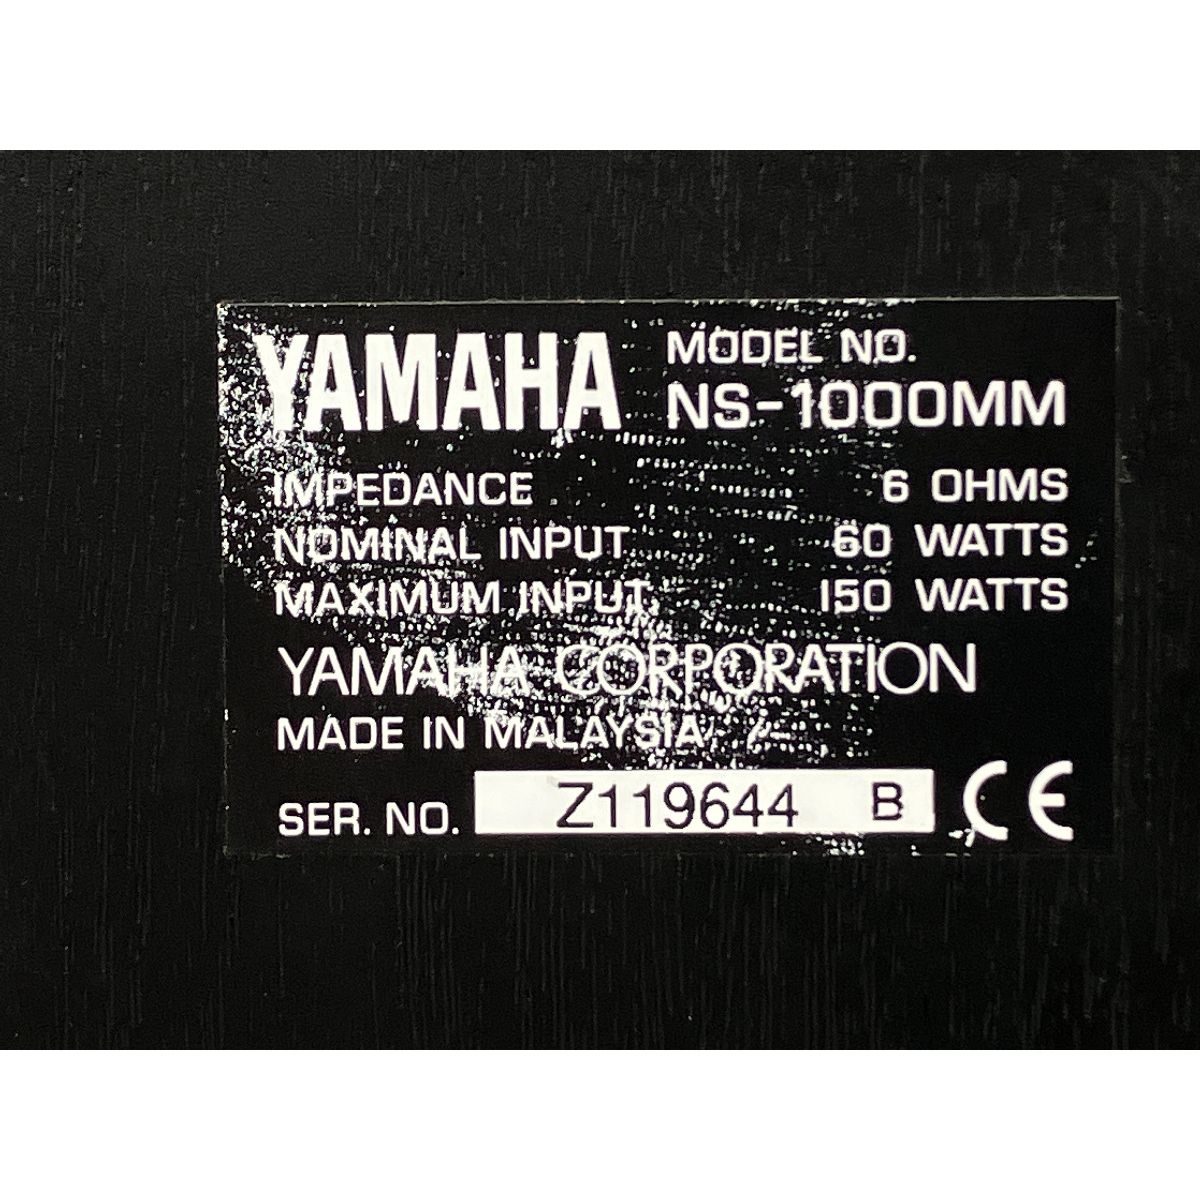 YAMAHA MODEL NO.
NS-1000MM
IMPEDANCE 6 OHMS
NOMINAL INPUT 60 WATTS
MAXIMUM INPUT 150 WATTS
YAMAHA CORPORATION
MADE IN MALAYSIA
SER. NO. Z119644 B CE